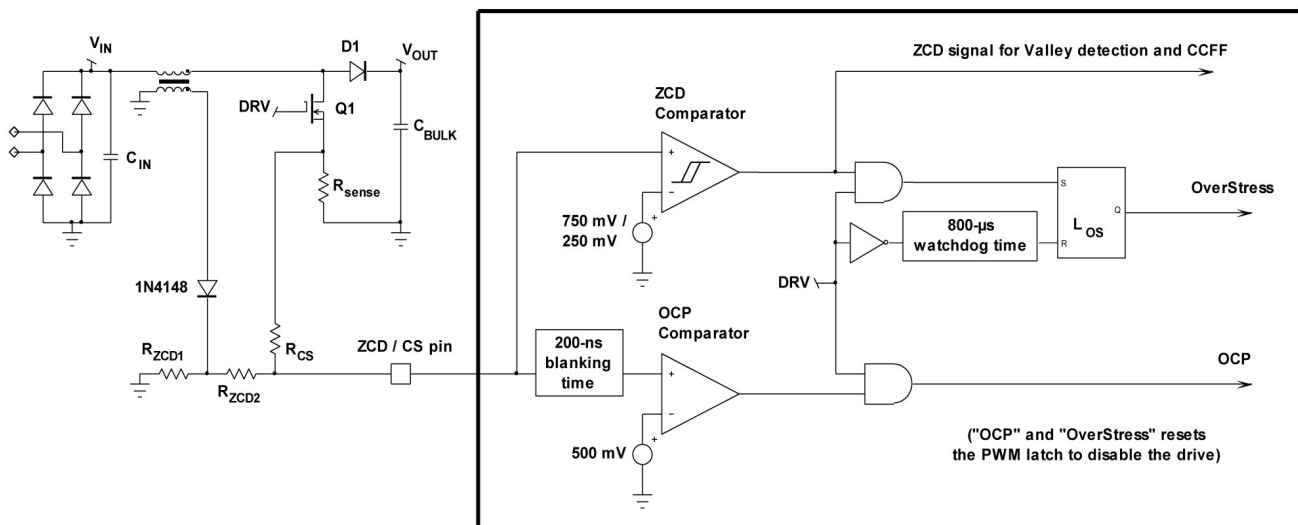 V_IN
D1
V_OUT
DRV
Q1
C_BULK
C_IN
R_sense
1N4148
R_ZCD1
R_ZCD2
R_CS
ZCD / CS pin
ZCD signal for Valley detection and CCFF
ZCD
Comparator
+
−
+
750 mV /
250 mV
S
R
Q
L_OS
OverStress
800-µs
watchdog time
DRV
OCP
Comparator
200-ns
blanking
time
+
−
+
500 mV
OCP
("OCP" and "OverStress" resets
the PWM latch to disable the drive)